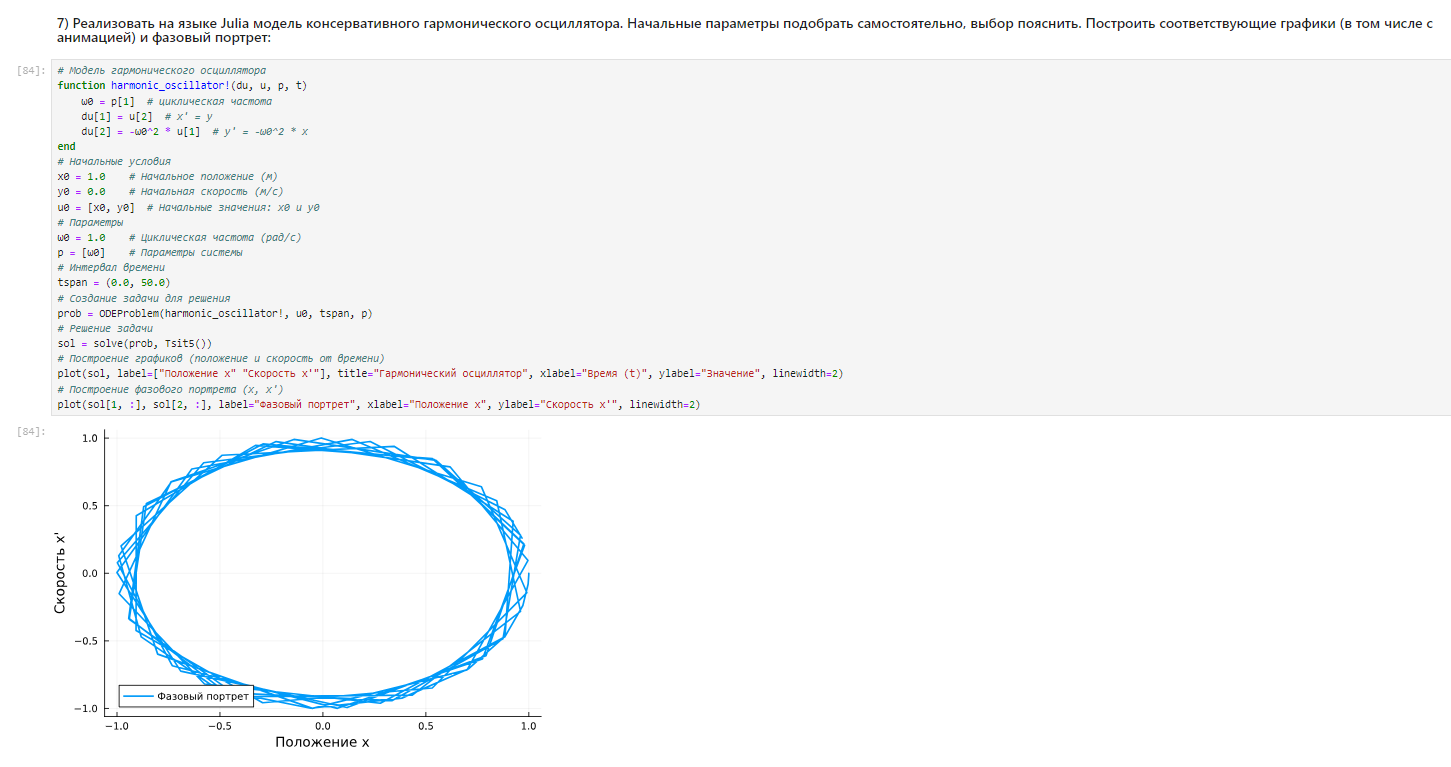 7) Реализовать на языке Julia модель консервативного гармонического осциллятора. Начальные параметры подобрать самостоятельно, выбор пояснить. Построить соответствующие графики (в том числе с
анимацией) и фазовый портрет:
[84]:
# Модель гармонического осциллятора
function harmonic_oscillator!(du, u, p, t)
    ω0 = p[1]  # циклическая частота
    du[1] = u[2]  # x' = y
    du[2] = -ω0^2 * u[1]  # y' = -ω0^2 * x
end
# Начальные условия
x0 = 1.0    # Начальное положение (м)
y0 = 0.0    # Начальная скорость (м/с)
u0 = [x0, y0]  # Начальные значения: x0 и y0
# Параметры
ω0 = 1.0    # Циклическая частота (рад/с)
p = [ω0]    # Параметры системы
# Интервал времени
tspan = (0.0, 50.0)
# Создание задачи для решения
prob = ODEProblem(harmonic_oscillator!, u0, tspan, p)
# Решение задачи
sol = solve(prob, Tsit5())
# Построение графиков (положение и скорость от времени)
plot(sol, label=["Положение x" "Скорость x'"], title="Гармонический осциллятор", xlabel="Время (t)", ylabel="Значение", linewidth=2)
# Построение фазового портрета (x, x')
plot(sol[1, :], sol[2, :], label="Фазовый портрет", xlabel="Положение x", ylabel="Скорость x'", linewidth=2)
[84]:
1.0
0.5
0.0
−0.5
−1.0
Скорость x'
Фазовый портрет
−1.0 −0.5 0.0 0.5 1.0
Положение x